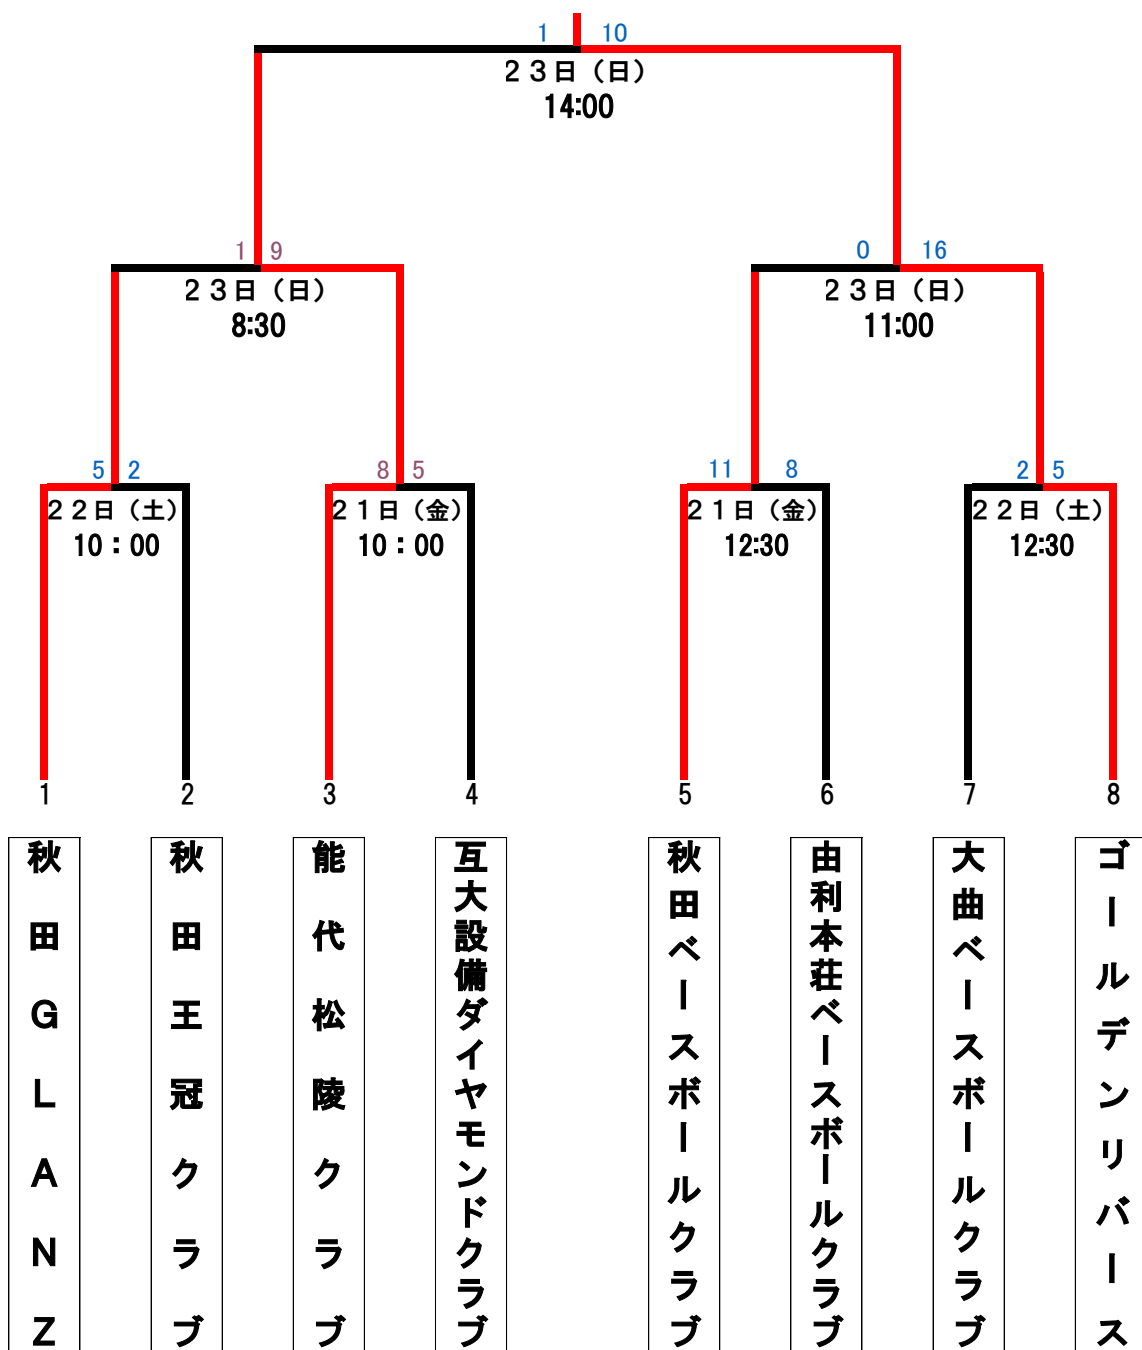 1 10
２３日（日）
14:00
1 9
２３日（日）
8:30
0 16
２３日（日）
11:00
5 2
２２日（土）
10：00
8 5
２１日（金）
10：00
11 8
２１日（金）
12:30
2 5
２２日（土）
12:30
1 2 3 4 5 6 7 8
秋田ＧＬＡＮＺ
秋田王冠クラブ
能代松陵クラブ
互大設備ダイヤモンドクラブ
秋田ベースボールクラブ
由利本荘ベースボールクラブ
大曲ベースボールクラブ
ゴールデンリバース